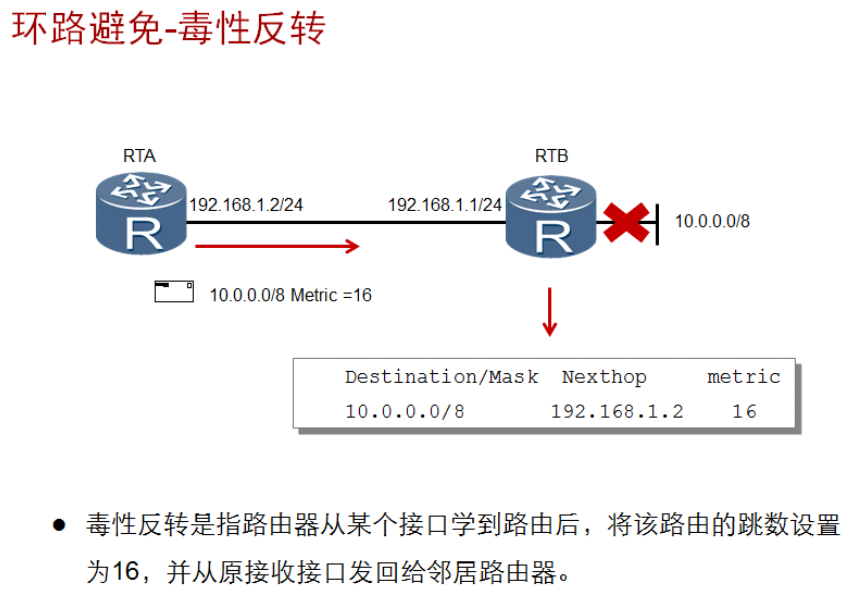 环路避免-毒性反转
RTA
RTB
192.168.1.2/24
192.168.1.1/24
10.0.0.0/8
R
R
10.0.0.0/8 Metric =16
Destination/Mask Nexthop metric
10.0.0.0/8 192.168.1.2 16
● 毒性反转是指路由器从某个接口学到路由后，将该路由的跳数设置
为16，并从原接收接口发回给邻居路由器。